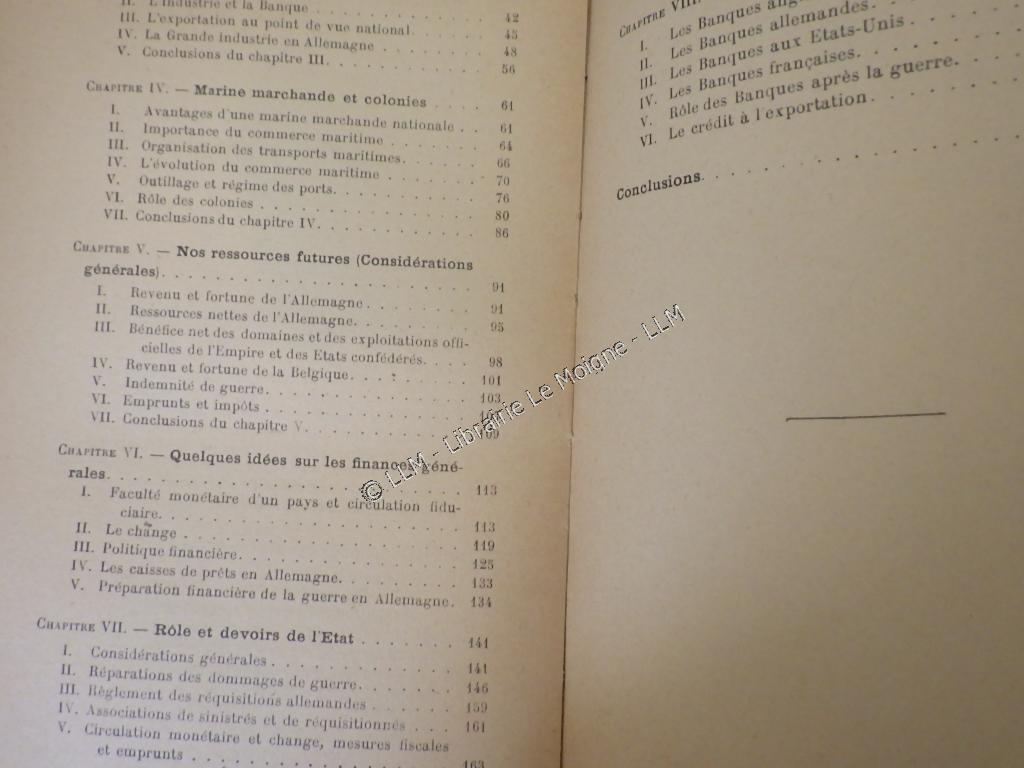 II. L'Industrie et la Banque . . . . . . . . . . 42
III. L'exportation au point de vue national. . . . . . 45
IV. La Grande industrie en Allemagne . . . . . . . 48
V. Conclusions du chapitre III. . . . . . . . . . 56
CHAPITRE IV. — Marine marchande et colonies . . . . 61
I. Avantages d'une marine marchande nationale . . 61
II. Importance du commerce maritime . . . . . . 64
III. Organisation des transports maritimes. . . . . . 66
IV. L'évolution du commerce maritime . . . . . . 70
V. Outillage et régime des ports. . . . . . . . . 76
VI. Rôle des colonies . . . . . . . . . . . . 80
VII. Conclusions du chapitre IV. . . . . . . . . . 86
CHAPITRE V. — Nos ressources futures (Considérations
générales). . . . . . . . . . . . . . . . . . 91
I. Revenu et fortune de l'Allemagne . . . . . . . 91
II. Ressources nettes de l'Allemagne. . . . . . . . 95
III. Bénéfice net des domaines et des exploitations offi-
cielles de l'Empire et des Etats confédérés. . . . 98
IV. Revenu et fortune de la Belgique. . . . . . . . 101
V. Indemnité de guerre. . . . . . . . . . . . 103
VI. Emprunts et impôts . . . . . . . . . . . .
VII. Conclusions du chapitre V. . . . . . . . . . 109
CHAPITRE VI. — Quelques idées sur les finances géné-
rales. . . . . . . . . . . . . . . . . . . . 113
I. Faculté monétaire d'un pays et circulation fidu-
ciaire. . . . . . . . . . . . . . . . . . 113
II. Le change . . . . . . . . . . . . . . . 119
III. Politique financière. . . . . . . . . . . . . 125
IV. Les caisses de prêts en Allemagne. . . . . . . . 133
V. Préparation financière de la guerre en Allemagne. 134
CHAPITRE VII. — Rôle et devoirs de l'Etat . . . . . . . 141
I. Considérations générales . . . . . . . . . . . 141
II. Réparations des dommages de guerre. . . . . . . 146
III. Règlement des réquisitions allemandes . . . . . . 159
IV. Associations de sinistrés et de réquisitionnés . . . 161
V. Circulation monétaire et change, mesures fiscales
et emprunts . . . . . . . . . . . . . . . 163
CHAPITRE VIII.
I. Les Banques
II. Les Banques allemandes.
III. Les Banques aux Etats-Unis . .
IV. Les Banques françaises. . . .
V. Rôle des Banques après la guerre. .
VI. Le crédit à l'exportation . . . . . .
Conclusions. . . . . . . . . . . . . .
© LLM - Librairie Le Moigne - LLM